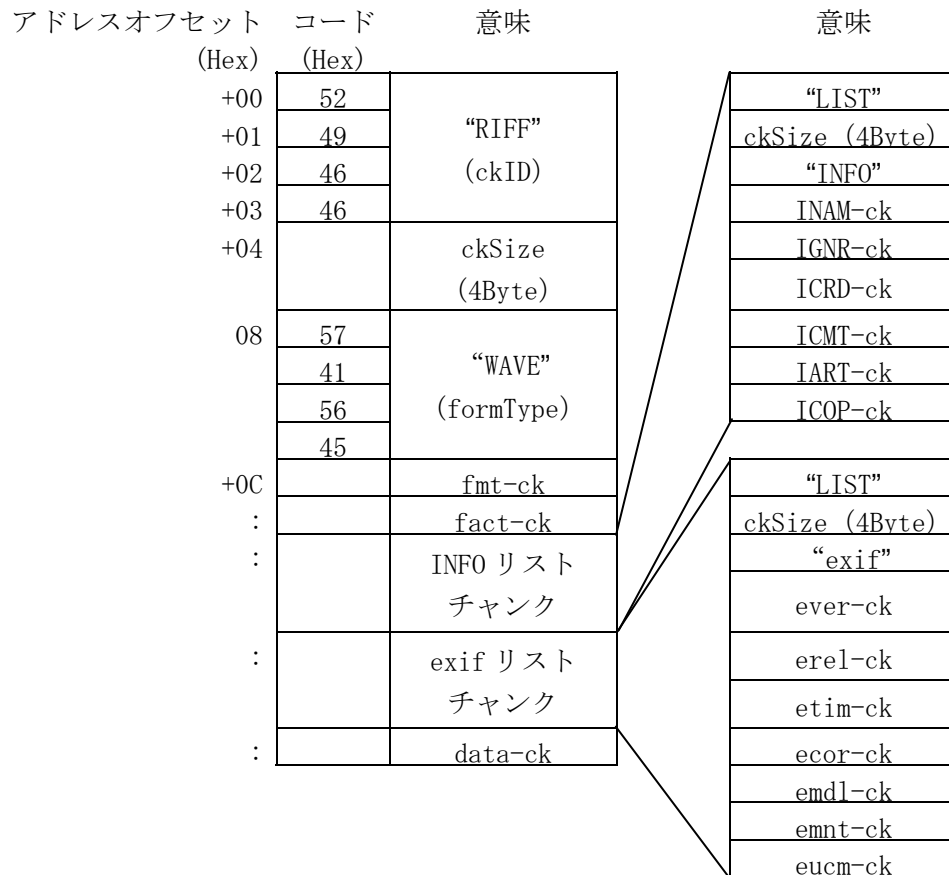 アドレスオフセット コード 意味 意味
(Hex) (Hex)
+00 52
+01 49
+02 46
+03 46
“RIFF”
(ckID)
+04
ckSize
(4Byte)
08 57
41
56
45
“WAVE”
(formType)
+0C fmt-ck
: fact-ck
: INFO リスト
チャンク
: exif リスト
チャンク
: data-ck
“LIST”
ckSize (4Byte)
“INFO”
INAM-ck
IGNR-ck
ICRD-ck
ICMT-ck
IART-ck
ICOP-ck
“LIST”
ckSize (4Byte)
“exif”
ever-ck
erel-ck
etim-ck
ecor-ck
emdl-ck
emnt-ck
eucm-ck